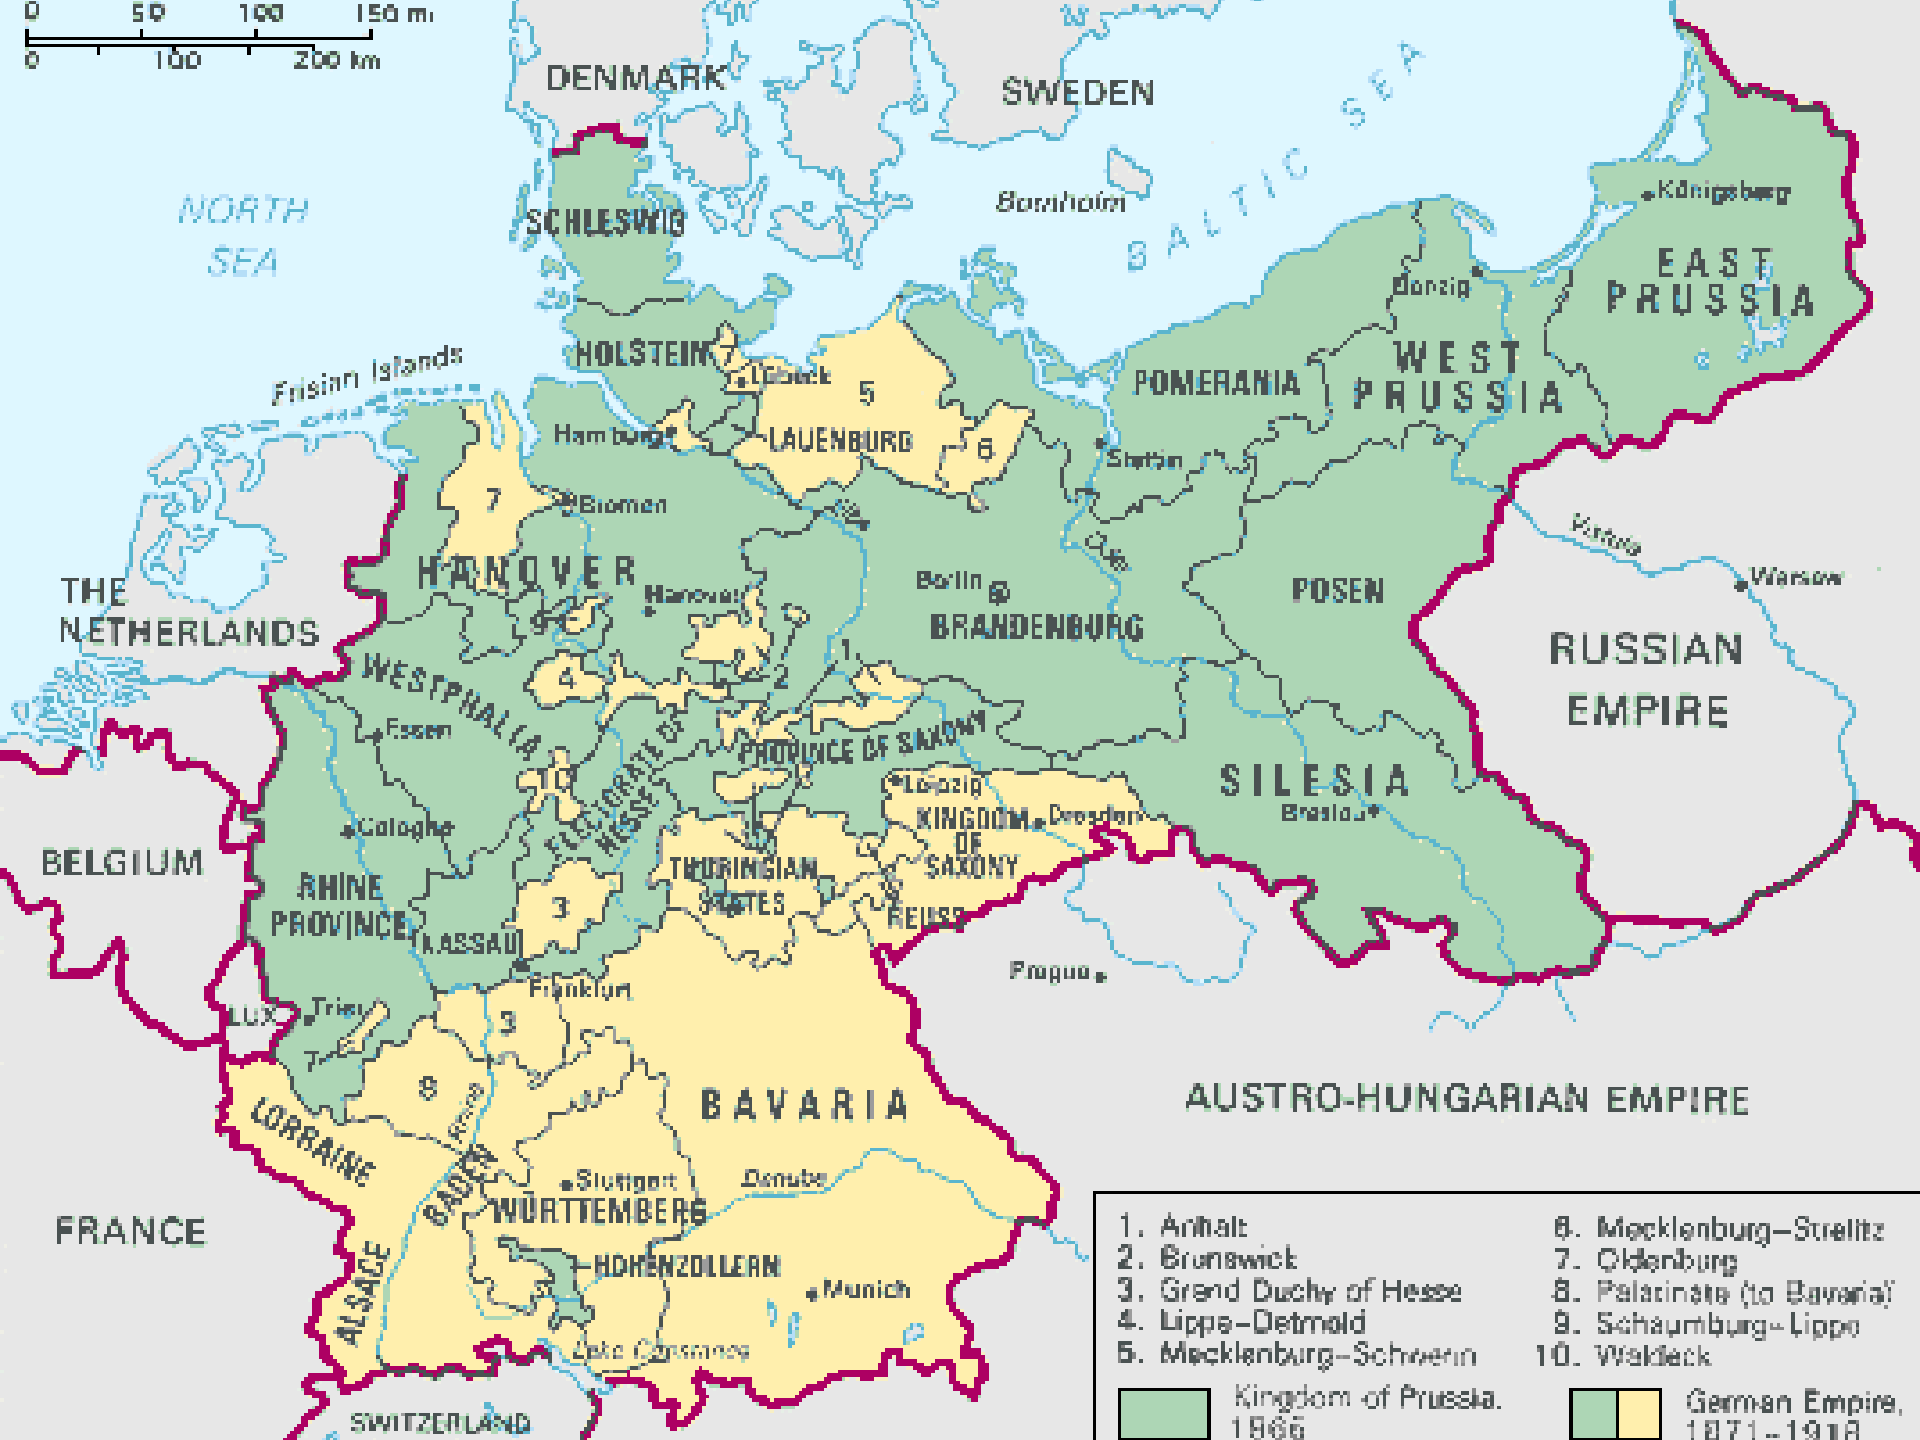 0 50 100 150 mi
0 100 200 km
DENMARK
SWEDEN
BALTIC SEA
NORTH
SEA
Bornholm
Königsberg
SCHLESWIG
EAST
PRUSSIA
Danzig
HOLSTEIN
7
Lübeck
Frisian Islands
5
WEST
PRUSSIA
POMERANIA
Hamburg
LAUENBURG
6
Stettin
7
Bremen
Vistula
HANOVER
Oder
THE
NETHERLANDS
Hanover
Berlin
BRANDENBURG
POSEN
Warsaw
9
RUSSIAN
EMPIRE
WESTPHALIA
4
2
1
Essen
ELECTORATE OF
HESSE
PROVINCE OF SAXONY
10
SILESIA
Breslau
Leipzig
KINGDOM
OF
SAXONY
Dresden
Cologne
BELGIUM
RHINE
PROVINCE
THURINGIAN
STATES
3
REUSS
NASSAU
Prague
Frankfurt
LUX.
Trier
3
7
8
LORRAINE
Rhine
BAVARIA
AUSTRO-HUNGARIAN EMPIRE
BADEN
Stuttgart
Danube
WÜRTTEMBERG
FRANCE
ALSACE
HOHENZOLLERN
Munich
Lake Constance
SWITZERLAND
1. Anhalt
2. Brunswick
3. Grand Duchy of Hesse
4. Lippe-Detmold
5. Mecklenburg-Schwerin
6. Mecklenburg-Strelitz
7. Oldenburg
8. Palatinate (to Bavaria)
9. Schaumburg-Lippe
10. Waldeck
Kingdom of Prussia,
1866
German Empire,
1871-1918